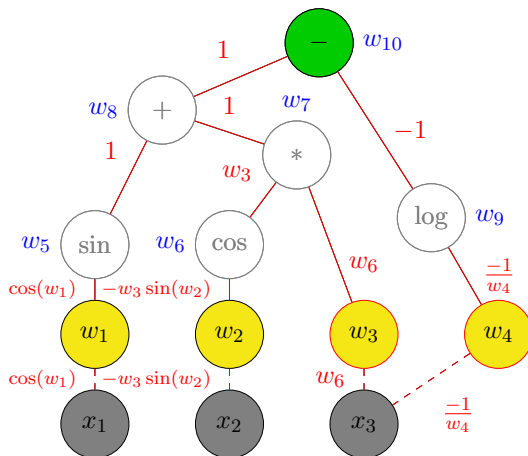 1 − w₁₀
w₈ + 1 w₇
1 w₃ * −1
w₅ sin w₆ cos w₆ log w₉
cos(w₁) −w₃ sin(w₂) −1/w₄
w₁ w₂ w₃ w₄
cos(w₁) −w₃ sin(w₂) w₆ −1/w₄
x₁ x₂ x₃